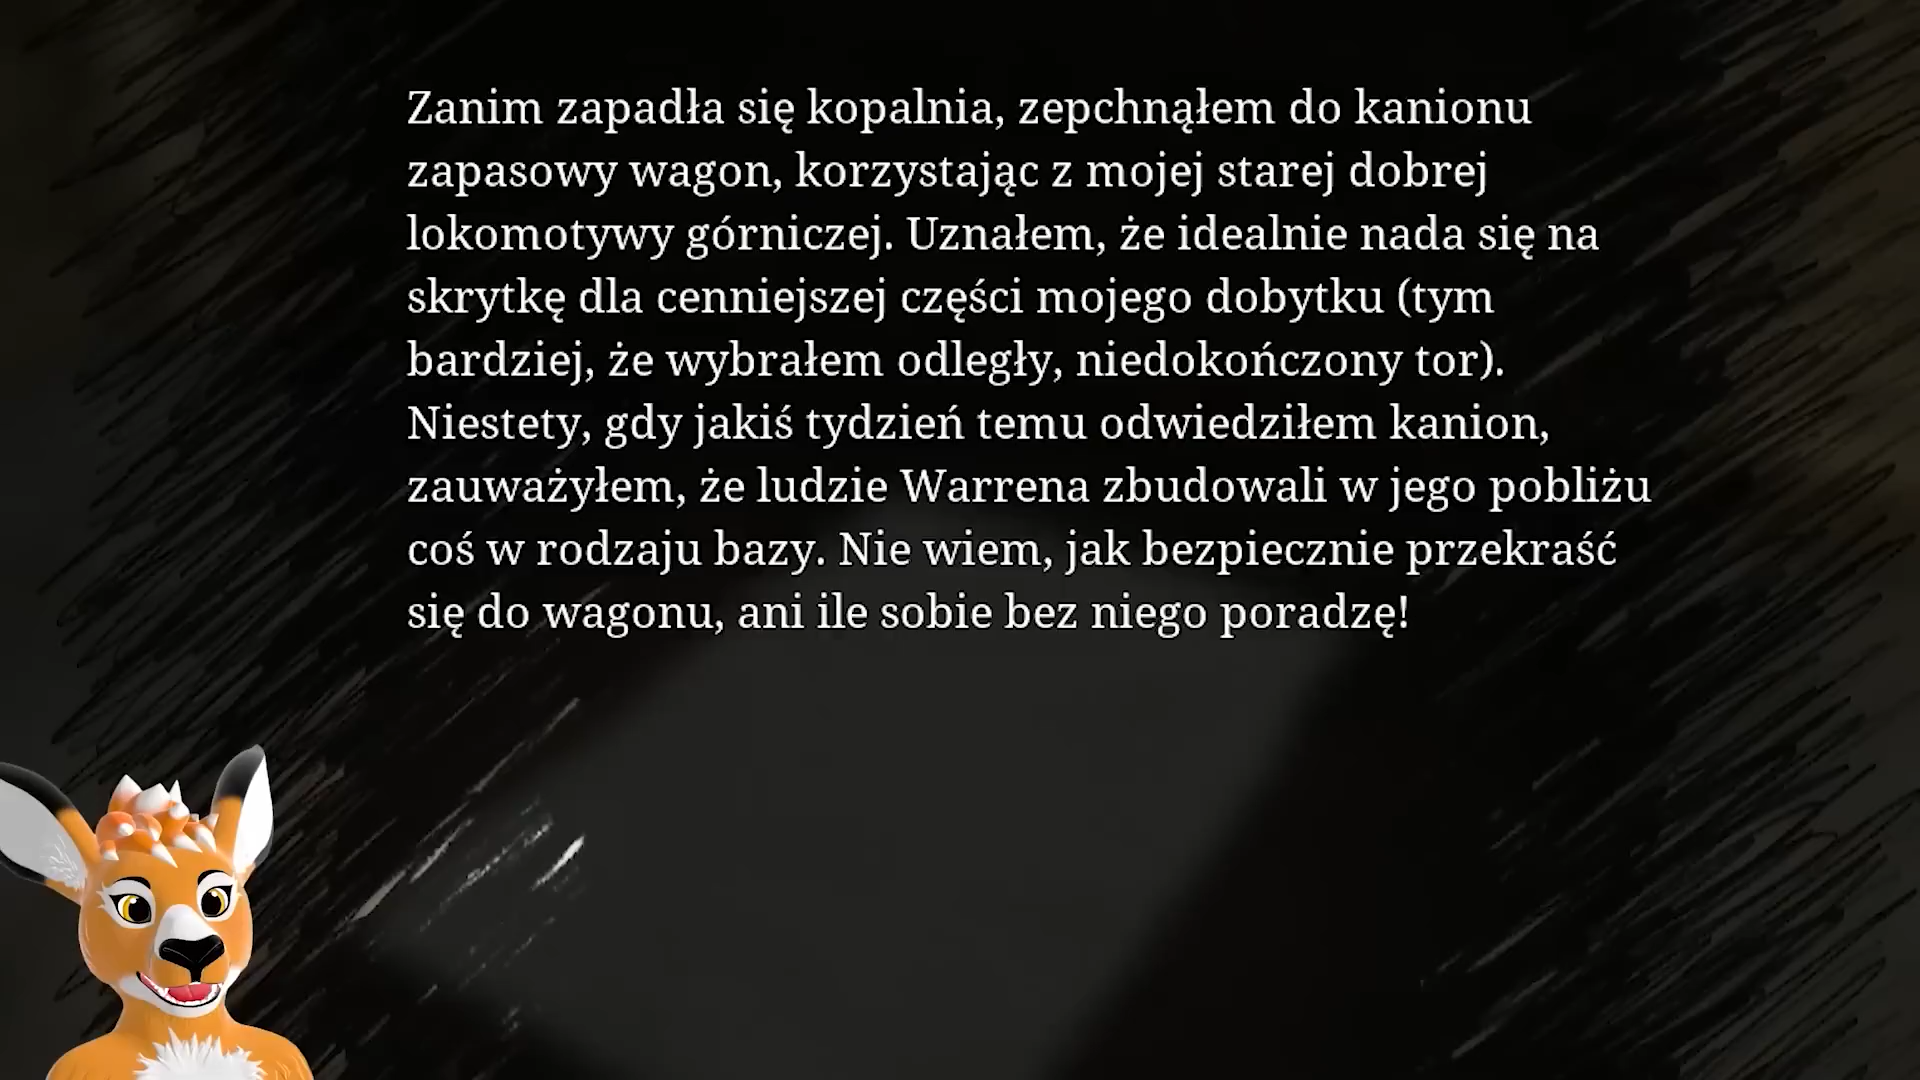 Zanim zapadła się kopalnia, zepchnąłem do kanionu
zapasowy wagon, korzystając z mojej starej dobrej
lokomotywy górniczej. Uznałem, że idealnie nada się na
skrytkę dla cenniejszej części mojego dobytku (tym
bardziej, że wybrałem odległy, niedokończony tor).
Niestety, gdy jakiś tydzień temu odwiedziłem kanion,
zauważyłem, że ludzie Warrena zbudowali w jego pobliżu
coś w rodzaju bazy. Nie wiem, jak bezpiecznie przekraść
się do wagonu, ani ile sobie bez niego poradzę!